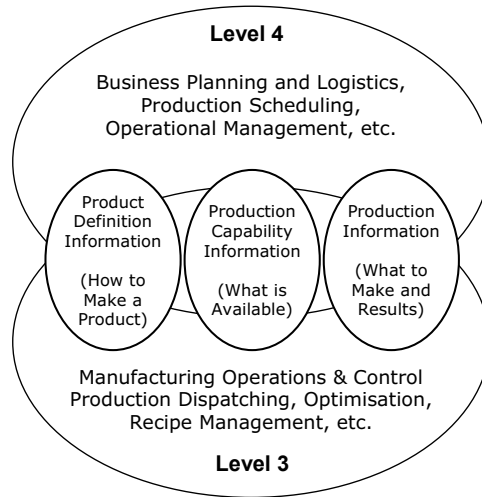 Level 4
Business Planning and Logistics,
Production Scheduling,
Operational Management, etc.
Product
Definition
Information
(How to
Make a
Product)
Production
Capability
Information
(What is
Available)
Production
Information
(What to
Make and
Results)
Manufacturing Operations & Control
Production Dispatching, Optimisation,
Recipe Management, etc.
Level 3